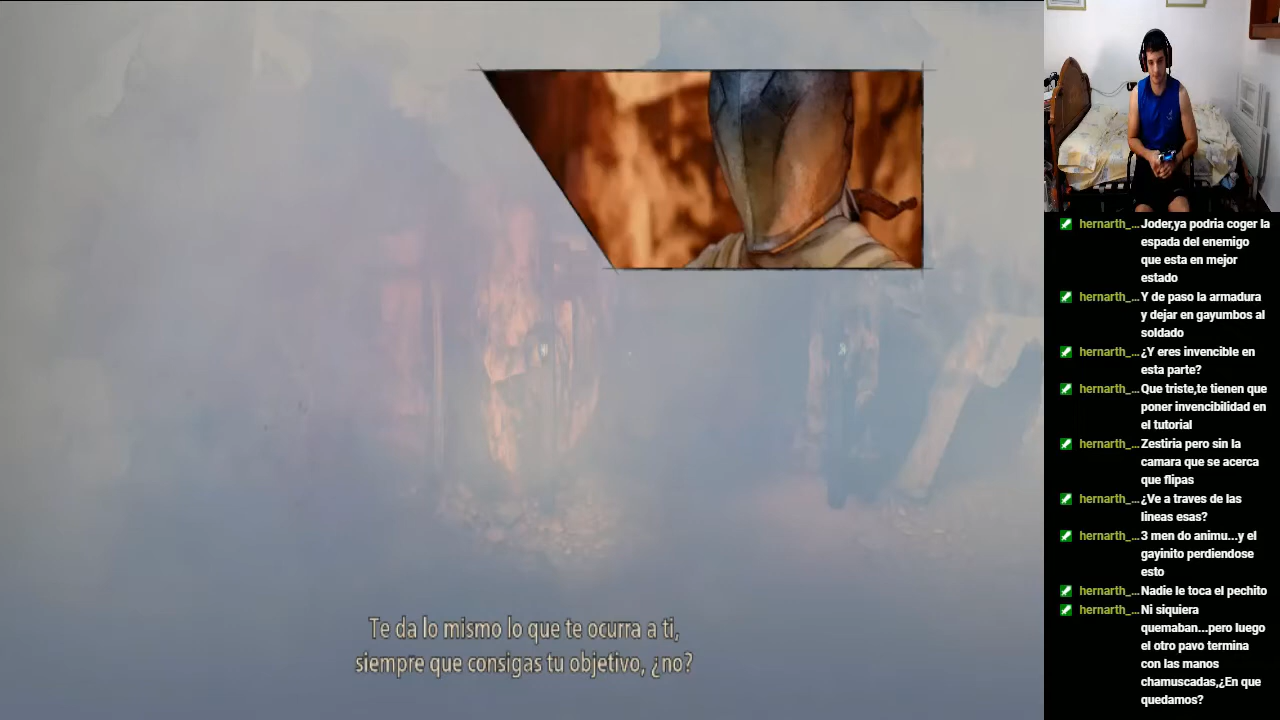 Te da lo mismo lo que te ocurra a ti,
siempre que consigas tu objetivo, ¿no?
hernarth_... Joder,ya podria coger la
espada del enemigo
que esta en mejor
estado
hernarth_... Y de paso la armadura
y dejar en gayumbos al
soldado
hernarth_... ¿Y eres invencible en
esta parte?
hernarth_... Que triste,te tienen que
poner invencibilidad en
el tutorial
hernarth_... Zestiria pero sin la
camara que se acerca
que flipas
hernarth_... ¿Ve a traves de las
lineas esas?
hernarth_... 3 men do animu...y el
gayinito perdiendose
esto
hernarth_... Nadie le toca el pechito
hernarth_... Ni siquiera
quemaban...pero luego
el otro pavo termina
con las manos
chamuscadas,¿En que
quedamos?